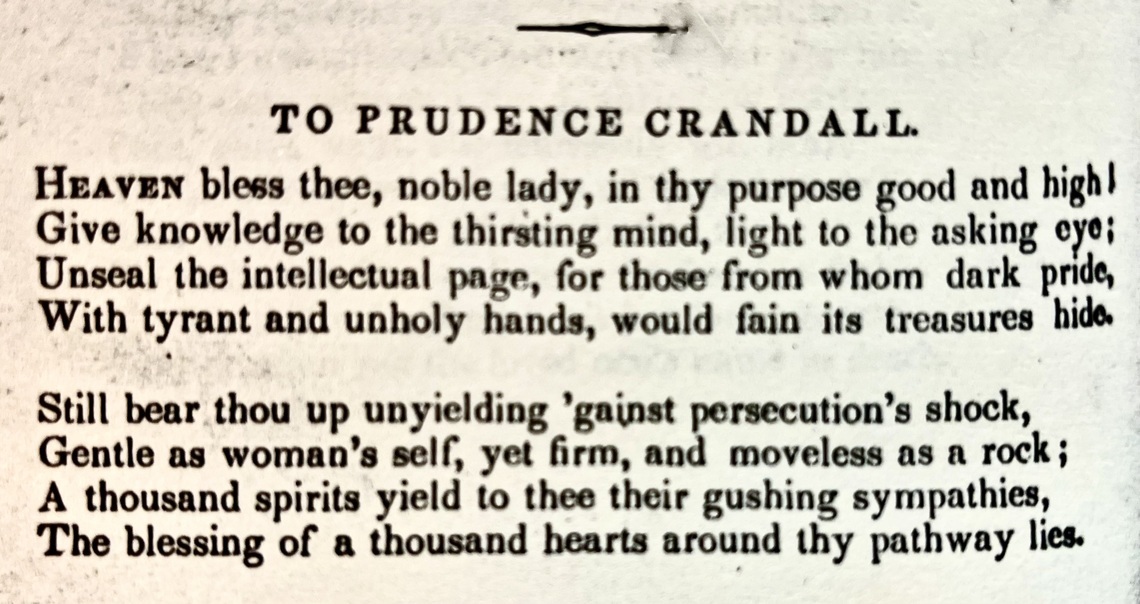 TO PRUDENCE CRANDALL.
HEAVEN bless thee, noble lady, in thy purpose good and high!
Give knowledge to the thirsting mind, light to the asking eye;
Unseal the intellectual page, for those from whom dark pride,
With tyrant and unholy hands, would fain its treasures hide.
Still bear thou up unyielding 'gainst persecution's shock,
Gentle as woman's self, yet firm, and moveless as a rock;
A thousand spirits yield to thee their gushing sympathies,
The blessing of a thousand hearts around thy pathway lies.